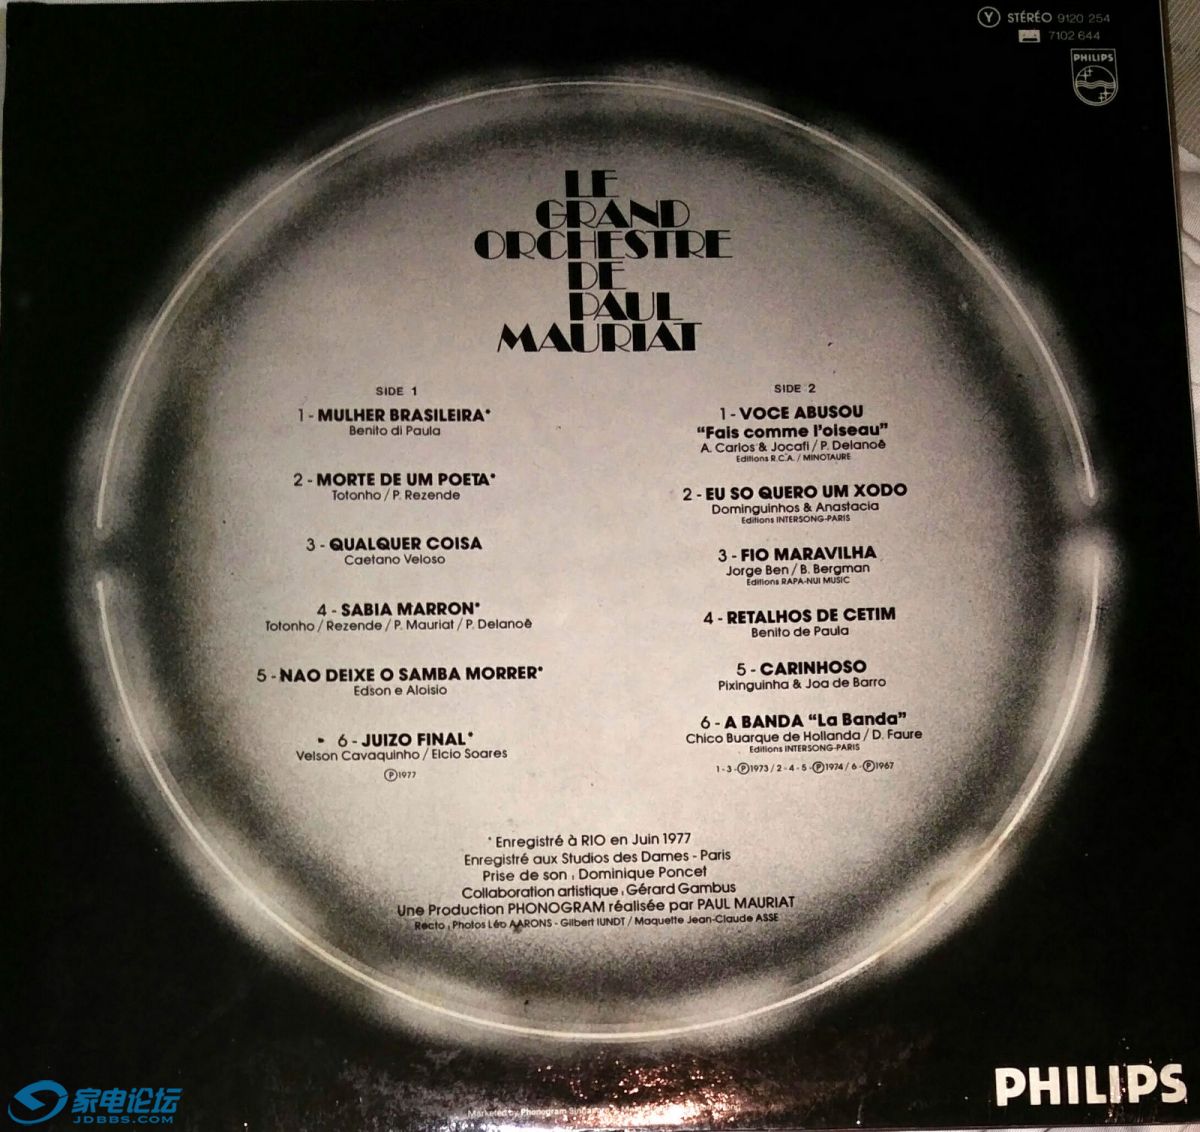 Ⓨ STÉRÉO 9120 254
7102 644
PHILIPS
LE
GRAND
ORCHESTRE
DE
PAUL
MAURIAT
SIDE 1
1 - MULHER BRASILEIRA*
Benito di Paula
2 - MORTE DE UM POETA*
Totonho / P. Rezende
3 - QUALQUER COISA
Caetano Veloso
4 - SABIA MARRON*
Totonho / Rezende / P. Mauriat / P. Delanoê
5 - NAO DEIXE O SAMBA MORRER*
Edson e Aloisio
6 - JUIZO FINAL*
Velson Cavaquinho / Elcio Soares
Ⓟ1977
SIDE 2
1 - VOCE ABUSOU
“Fais comme l'oiseau”
A. Carlos & Jocafi / P. Delanoê
Editions R.C.A. / MINOTAURE
2 - EU SO QUERO UM XODO
Dominguinhos & Anastacia
Editions INTERSONG-PARIS
3 - FIO MARAVILHA
Jorge Ben / B. Bergman
Editions RAPA-NUI MUSIC
4 - RETALHOS DE CETIM
Benito de Paula
5 - CARINHOSO
Pixinguinha & Joa de Barro
6 - A BANDA “La Banda”
Chico Buarque de Hollanda / D. Faure
Editions INTERSONG-PARIS
1 - 3 - Ⓟ1973 / 2 - 4 - 5 - Ⓟ1974 / 6 - Ⓟ1967
* Enregistré à RIO en Juin 1977
Enregistré aux Studios des Dames - Paris
Prise de son : Dominique Poncet
Collaboration artistique : Gérard Gambus
Une Production PHONOGRAM réalisée par PAUL MAURIAT
Recto : Photos Léo AARONS - Gilbert IUNDT / Maquette Jean-Claude ASSE
PHILIPS
Marketed by Phonogram
家电论坛
JDBBS.COM